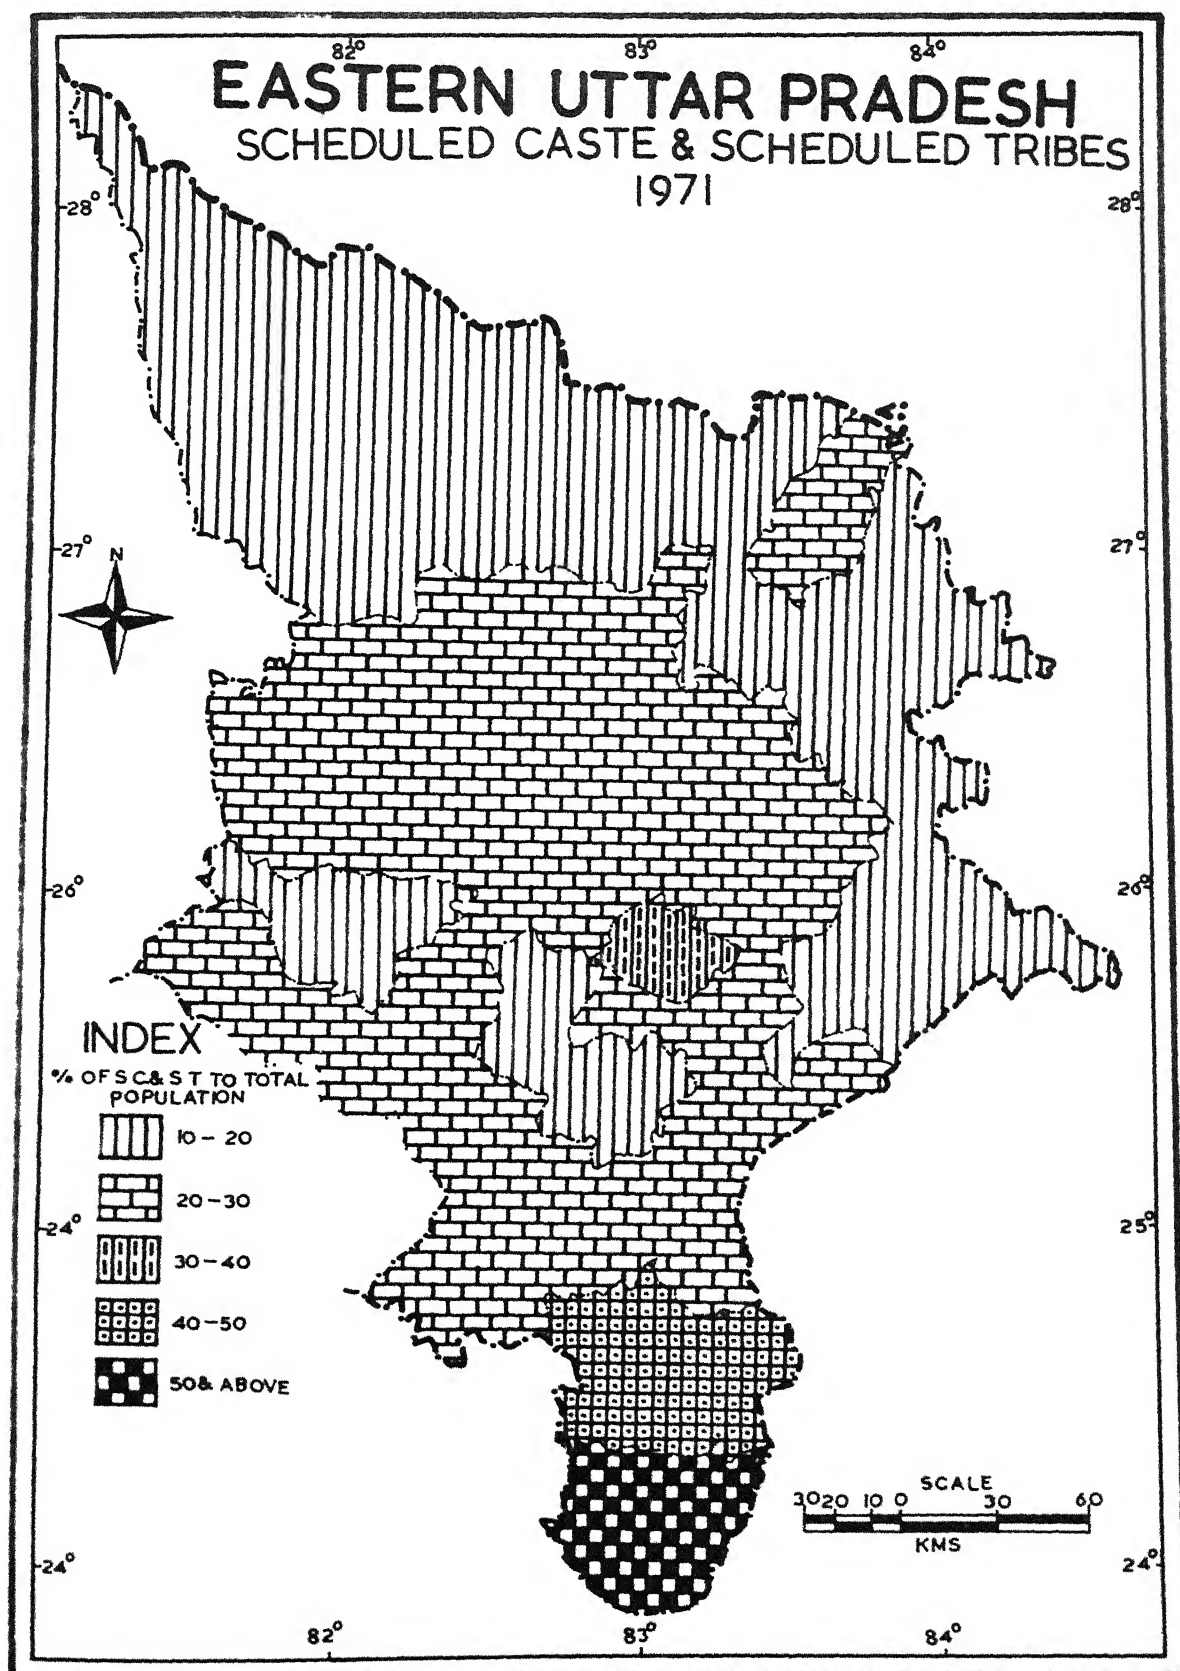 82° 83° 84°
EASTERN UTTAR PRADESH
SCHEDULED CASTE & SCHEDULED TRIBES
1971
28° 28°
27° 27°
N
26° 26°
INDEX
% OF S C & S T TO TOTAL
POPULATION
10 – 20
20 – 30
30 – 40
40 – 50
50 & ABOVE
24° 25°
SCALE
30 20 10 0 30 60
KMS
24° 24°
82° 83° 84°